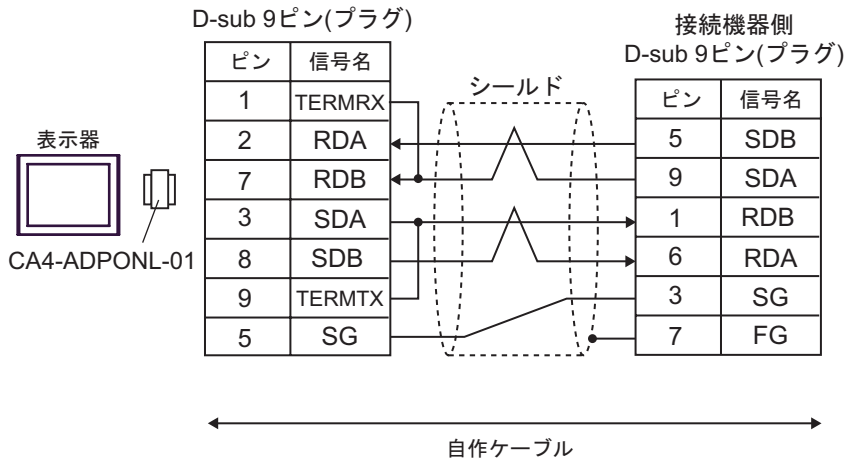 D-sub 9ピン(プラグ)
接続機器側
D-sub 9ピン(プラグ)
ピン 信号名
1 TERMRX
2 RDA
7 RDB
3 SDA
8 SDB
9 TERMTX
5 SG
シールド
ピン 信号名
5 SDB
9 SDA
1 RDB
6 RDA
3 SG
7 FG
表示器
CA4-ADPONL-01
自作ケーブル